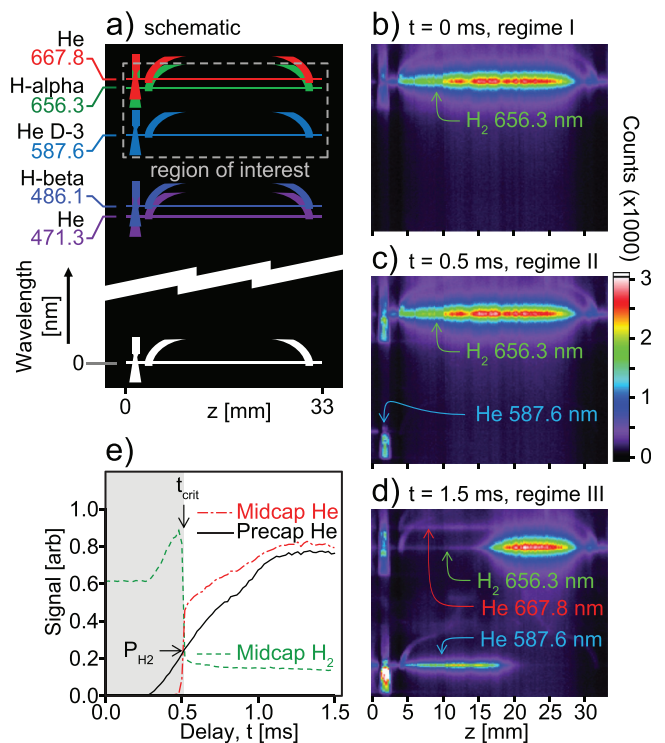 a) schematic
He
667.8
H-alpha
656.3
He D-3
587.6
region of interest
H-beta
486.1
He
471.3
Wavelength
[nm]
0
0
33
z [mm]
b) t = 0 ms, regime I
H2 656.3 nm
c) t = 0.5 ms, regime II
H2 656.3 nm
He 587.6 nm
Counts (x1000)
3
2
1
0
d) t = 1.5 ms, regime III
H2 656.3 nm
He 667.8 nm
He 587.6 nm
0
5
10
15
20
25
30
z [mm]
e)
tcrit
Midcap He
Precap He
PH2
Midcap H2
Signal [arb]
1.0
0.8
0.6
0.4
0.2
0.0
0.0
0.5
1.0
1.5
Delay, t [ms]